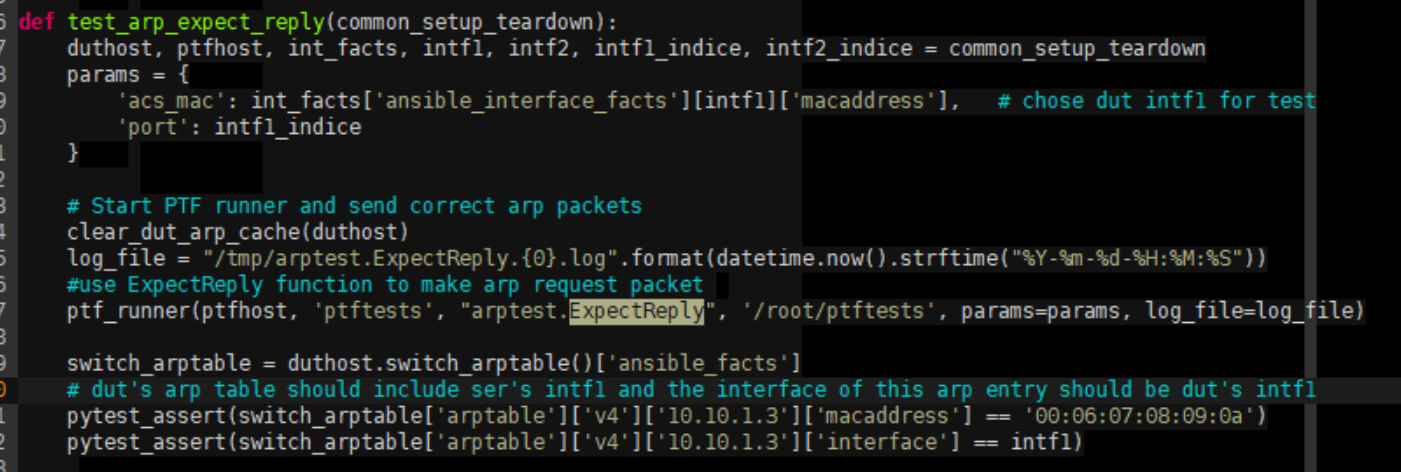 6 def test_arp_expect_reply(common_setup_teardown):
7     duthost, ptfhost, int_facts, intf1, intf2, intf1_indice, intf2_indice = common_setup_teardown
8     params = {
9         'acs_mac': int_facts['ansible_interface_facts'][intf1]['macaddress'],   # chose dut intf1 for test
0         'port': intf1_indice
1     }
2
3     # Start PTF runner and send correct arp packets
4     clear_dut_arp_cache(duthost)
5     log_file = "/tmp/arptest.ExpectReply.{0}.log".format(datetime.now().strftime("%Y-%m-%d-%H:%M:%S"))
6     #use ExpectReply function to make arp request packet
7     ptf_runner(ptfhost, 'ptftests', "arptest.ExpectReply", '/root/ptftests', params=params, log_file=log_file)
8
9     switch_arptable = duthost.switch_arptable()['ansible_facts']
0     # dut's arp table should include ser's intf1 and the interface of this arp entry should be dut's intf1
1     pytest_assert(switch_arptable['arptable']['v4']['10.10.1.3']['macaddress'] == '00:06:07:08:09:0a')
2     pytest_assert(switch_arptable['arptable']['v4']['10.10.1.3']['interface'] == intf1)